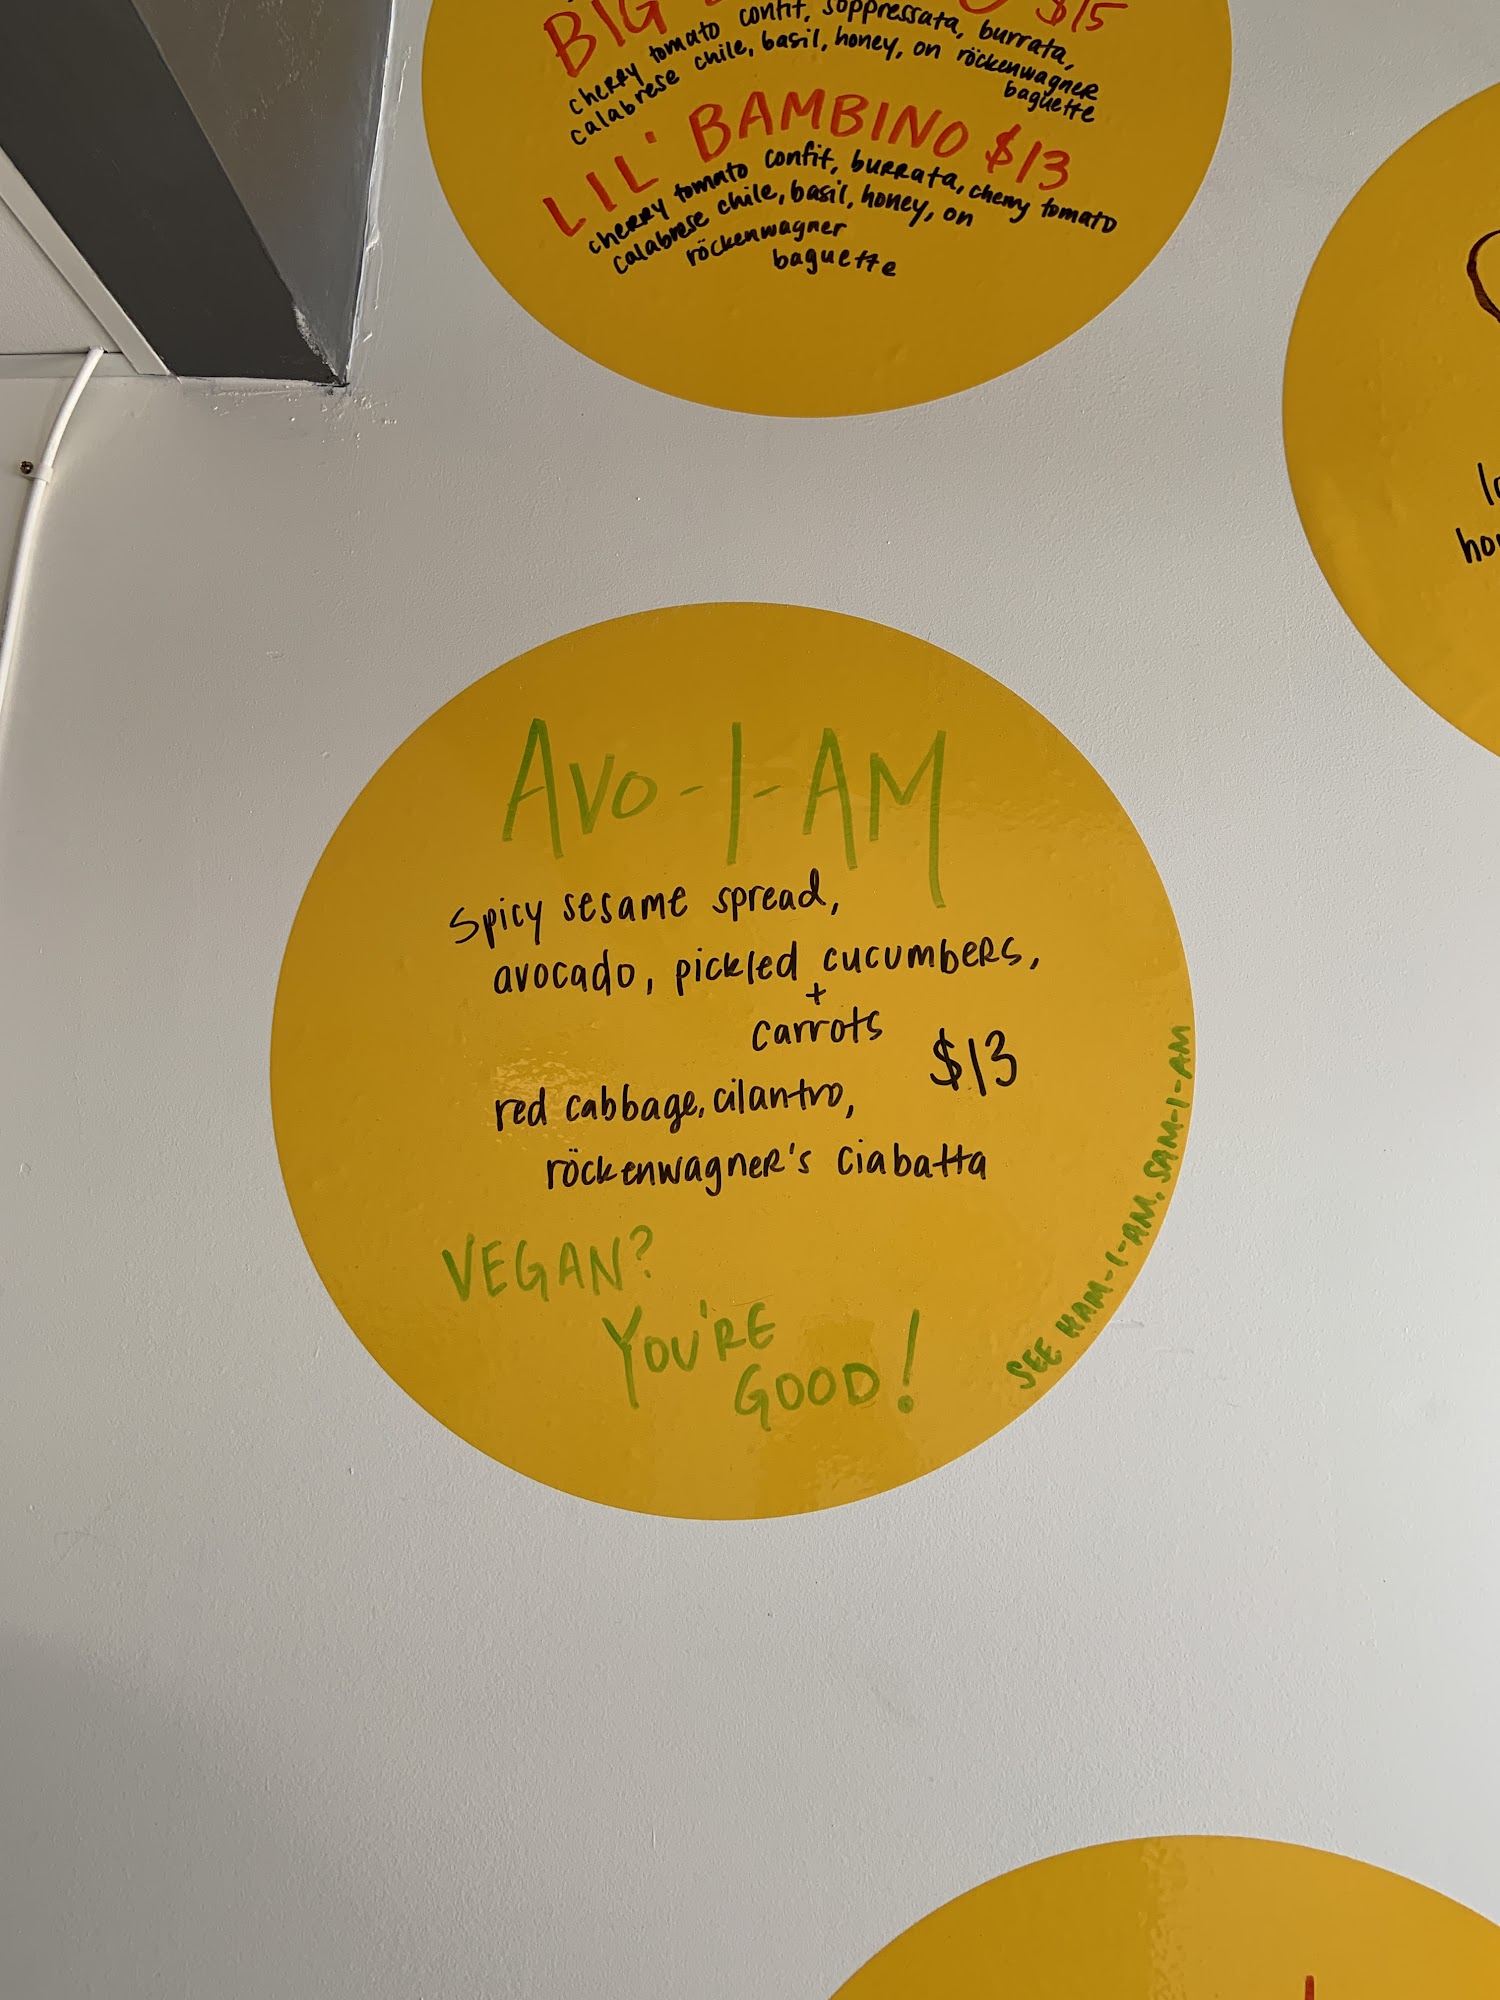 BIG $15
cherry tomato confit, soppressata, burrata,
calabrese chile, basil, honey, on röckenwagner
baguette
LIL' BAMBINO $13
cherry tomato confit, burrata, cherry tomato
calabrese chile, basil, honey, on
röckenwagner
baguette
AVO-I-AM
spicy sesame spread,
avocado, pickled cucumbers,
+
carrots
$13
red cabbage, cilantro,
röckenwagner's ciabatta
VEGAN?
YOU'RE
GOOD!
SEE HAM-I-AM, SAM-I-AM